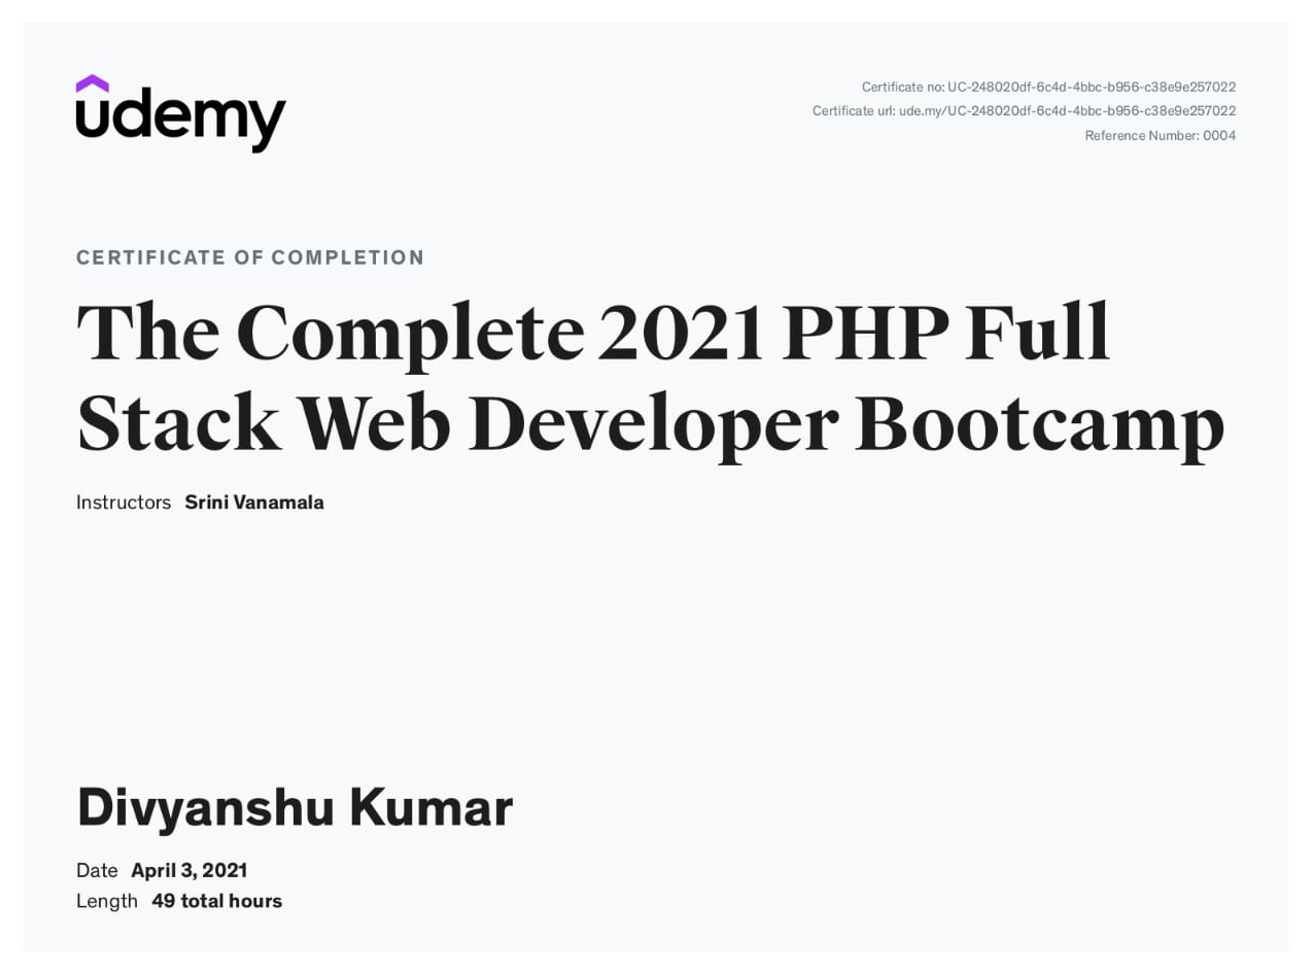 udemy
Certificate no: UC-248020df-6c4d-4bbc-b956-c38e9e257022
Certificate url: ude.my/UC-248020df-6c4d-4bbc-b956-c38e9e257022
Reference Number: 0004
CERTIFICATE OF COMPLETION
The Complete 2021 PHP Full
Stack Web Developer Bootcamp
Instructors Srini Vanamala
Divyanshu Kumar
Date April 3, 2021
Length 49 total hours